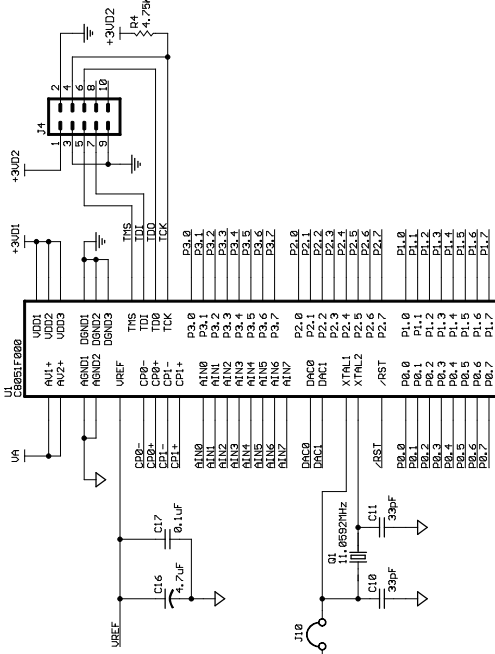 +3VD2
+3VD1
+3VD2
R4
4.75K
J4
1
3
5
7
9
2
4
6
8
10
TMS
TDI
TDO
TCK
P3.0
P3.1
P3.2
P3.3
P3.4
P3.5
P3.6
P3.7
P2.0
P2.1
P2.2
P2.3
P2.4
P2.5
P2.6
P2.7
P1.0
P1.1
P1.2
P1.3
P1.4
P1.5
P1.6
P1.7
U1
C8051F000
VDD1
VDD2
VDD3
DGND1
DGND2
DGND3
TMS
TDI
TDO
TCK
P3.0
P3.1
P3.2
P3.3
P3.4
P3.5
P3.6
P3.7
P2.0
P2.1
P2.2
P2.3
P2.4
P2.5
P2.6
P2.7
P1.0
P1.1
P1.2
P1.3
P1.4
P1.5
P1.6
P1.7
AV1+
AV2+
AGND1
AGND2
VREF
CP0-
CP0+
CP1-
CP1+
AIN0
AIN1
AIN2
AIN3
AIN4
AIN5
AIN6
AIN7
DAC0
DAC1
XTAL1
XTAL2
/RST
P0.0
P0.1
P0.2
P0.3
P0.4
P0.5
P0.6
P0.7
VA
CP0-
CP0+
CP1-
CP1+
AIN0
AIN1
AIN2
AIN3
AIN4
AIN5
AIN6
AIN7
DAC0
DAC1
/RST
P0.0
P0.1
P0.2
P0.3
P0.4
P0.5
P0.6
P0.7
C17
0.1uF
C16
4.7uF
VREF
C11
33pF
Q1
11.0592MHz
C10
33pF
J10